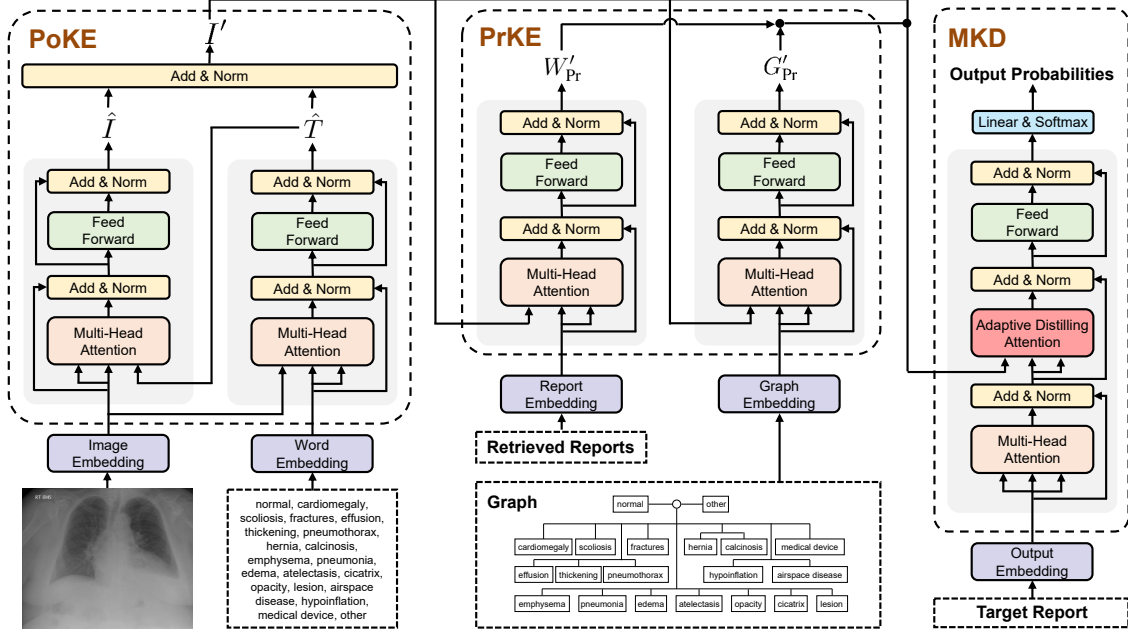 PoKE
I′
Add & Norm
Î
T̂
Add & Norm
Feed
Forward
Add & Norm
Multi-Head
Attention
Add & Norm
Feed
Forward
Add & Norm
Multi-Head
Attention
Image
Embedding
Word
Embedding
RT
normal, cardiomegaly,
scoliosis, fractures, effusion,
thickening, pneumothorax,
hernia, calcinosis,
emphysema, pneumonia,
edema, atelectasis, cicatrix,
opacity, lesion, airspace
disease, hypoinflation,
medical device, other
PrKE
W′Pr
G′Pr
Add & Norm
Feed
Forward
Add & Norm
Multi-Head
Attention
Add & Norm
Feed
Forward
Add & Norm
Multi-Head
Attention
Report
Embedding
Graph
Embedding
Retrieved Reports
Graph
normal other
cardiomegaly scoliosis fractures hernia calcinosis medical device
effusion thickening pneumothorax hypoinflation airspace disease
emphysema pneumonia edema atelectasis opacity cicatrix lesion
MKD
Output Probabilities
Linear & Softmax
Add & Norm
Feed
Forward
Add & Norm
Adaptive Distilling
Attention
Add & Norm
Multi-Head
Attention
Output
Embedding
Target Report